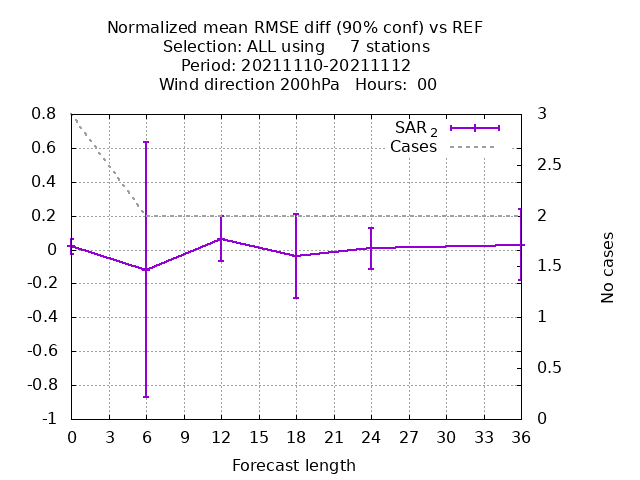 Normalized mean RMSE diff (90% conf) vs REF
Selection: ALL using     7 stations
Period: 20211110-20211112
Wind direction 200hPa   Hours:  00
SAR 2
Cases
0.8
0.6
0.4
0.2
0
-0.2
-0.4
-0.6
-0.8
-1
3
2.5
2
1.5
1
0.5
0
No cases
0 3 6 9 12 15 18 21 24 27 30 33 36
Forecast length